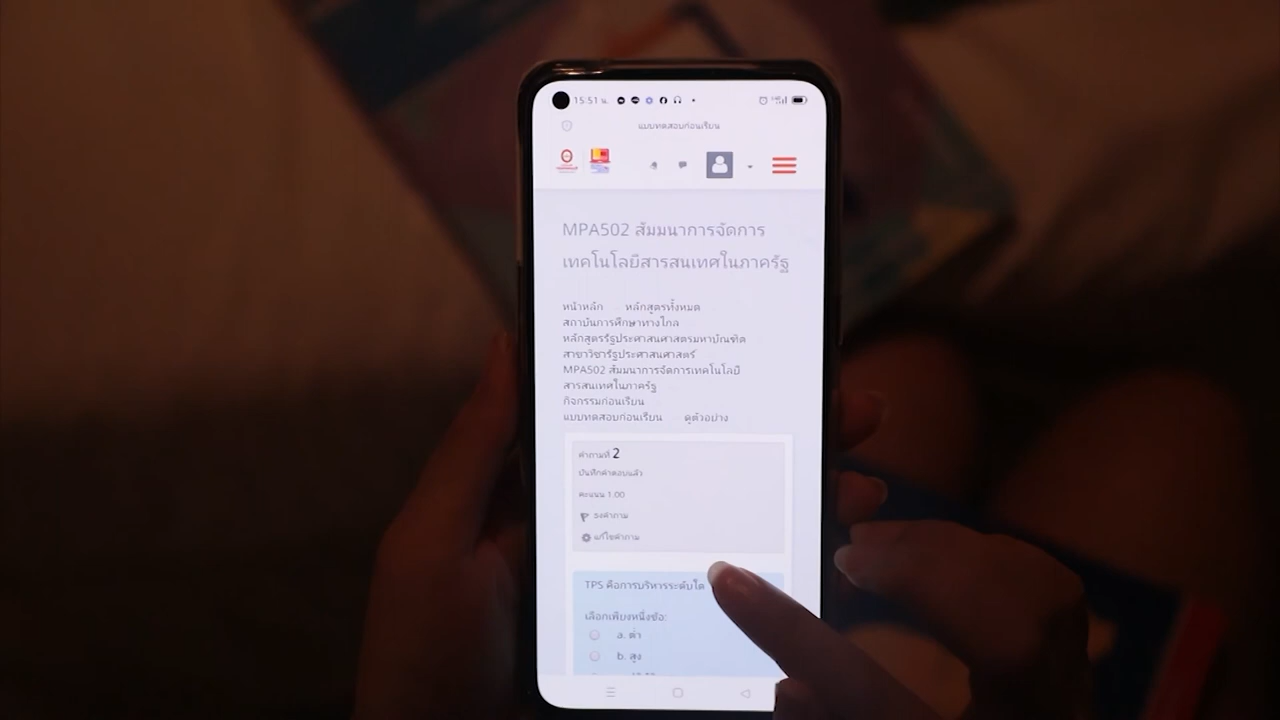 15:51 น.
แบบทดสอบก่อนเรียน
MPA502 สัมมนาการจัดการ
เทคโนโลยีสารสนเทศในภาครัฐ
หน้าหลัก หลักสูตรทั้งหมด
สถาบันการศึกษาทางไกล
หลักสูตรรัฐประศาสนศาสตรมหาบัณฑิต
สาขาวิชารัฐประศาสนศาสตร์
MPA502 สัมมนาการจัดการเทคโนโลยี
สารสนเทศในภาครัฐ
กิจกรรมก่อนเรียน
แบบทดสอบก่อนเรียน ดูตัวอย่าง
คำถามที่ 2
บันทึกคำตอบแล้ว
คะแนน 1.00
ธงคำถาม
แก้ไขคำถาม
TPS คือการบริหารระดับใด
เลือกเพียงหนึ่งข้อ:
a. ต่ำ
b. สูง